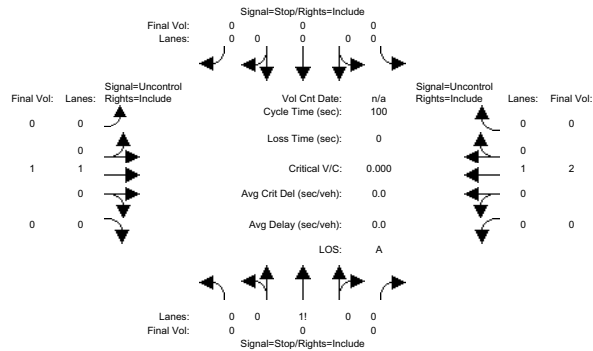 Signal=Stop/Rights=Include
Final Vol: 0 0 0
Lanes: 0 0 0 0 0
Signal=Uncontrol Signal=Uncontrol
Final Vol: Lanes: Rights=Include Vol Cnt Date: n/a Rights=Include Lanes: Final Vol:
Cycle Time (sec): 100
0 0 0 0
Loss Time (sec): 0
0 0
1 1 Critical V/C: 0.000 1 2
0 Avg Crit Del (sec/veh): 0.0 0
0 0 Avg Delay (sec/veh): 0.0 0 0
LOS: A
Lanes: 0 0 1! 0 0
Final Vol: 0 0 0
Signal=Stop/Rights=Include